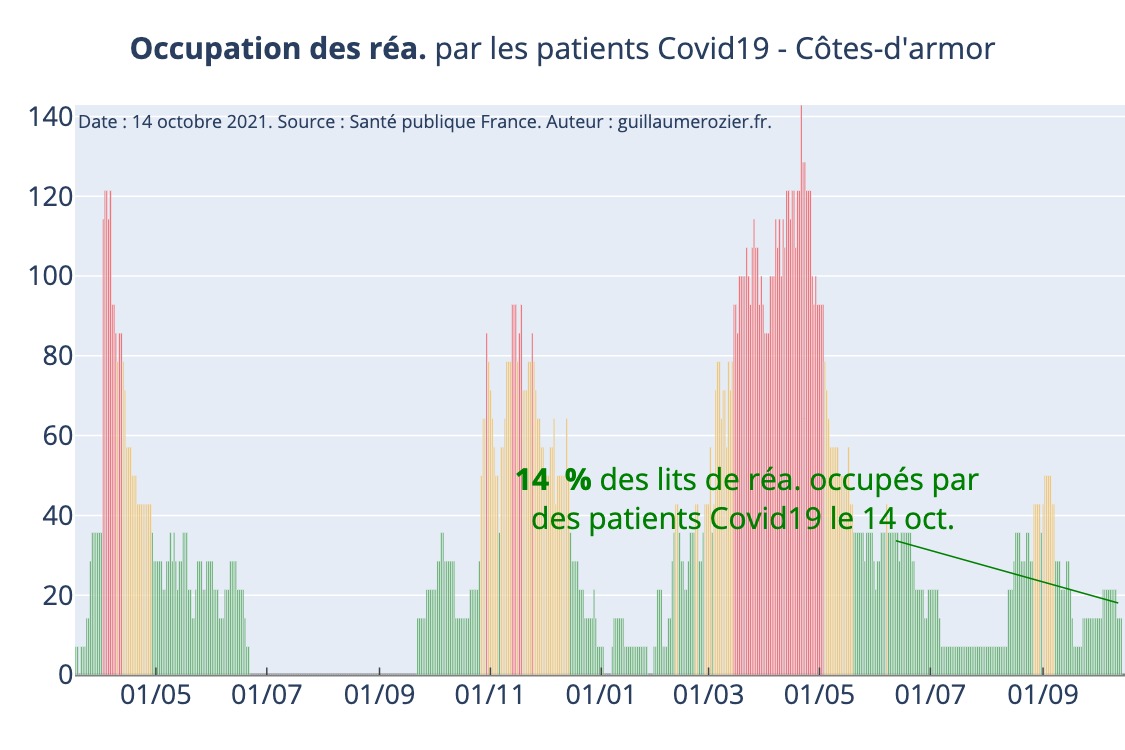 Occupation des réa. par les patients Covid19 - Côtes-d'armor
140
Date : 14 octobre 2021. Source : Santé publique France. Auteur : guillaumerozier.fr.
120
100
80
60
14 % des lits de réa. occupés par
des patients Covid19 le 14 oct.
40
20
0
01/05 01/07 01/09 01/11 01/01 01/03 01/05 01/07 01/09